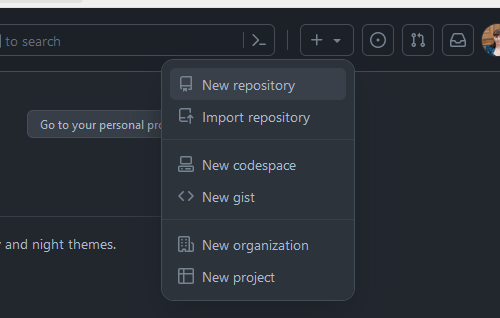 to search
New repository
Import repository
Go to your personal pro
New codespace
New gist
and night themes.
New organization
New project